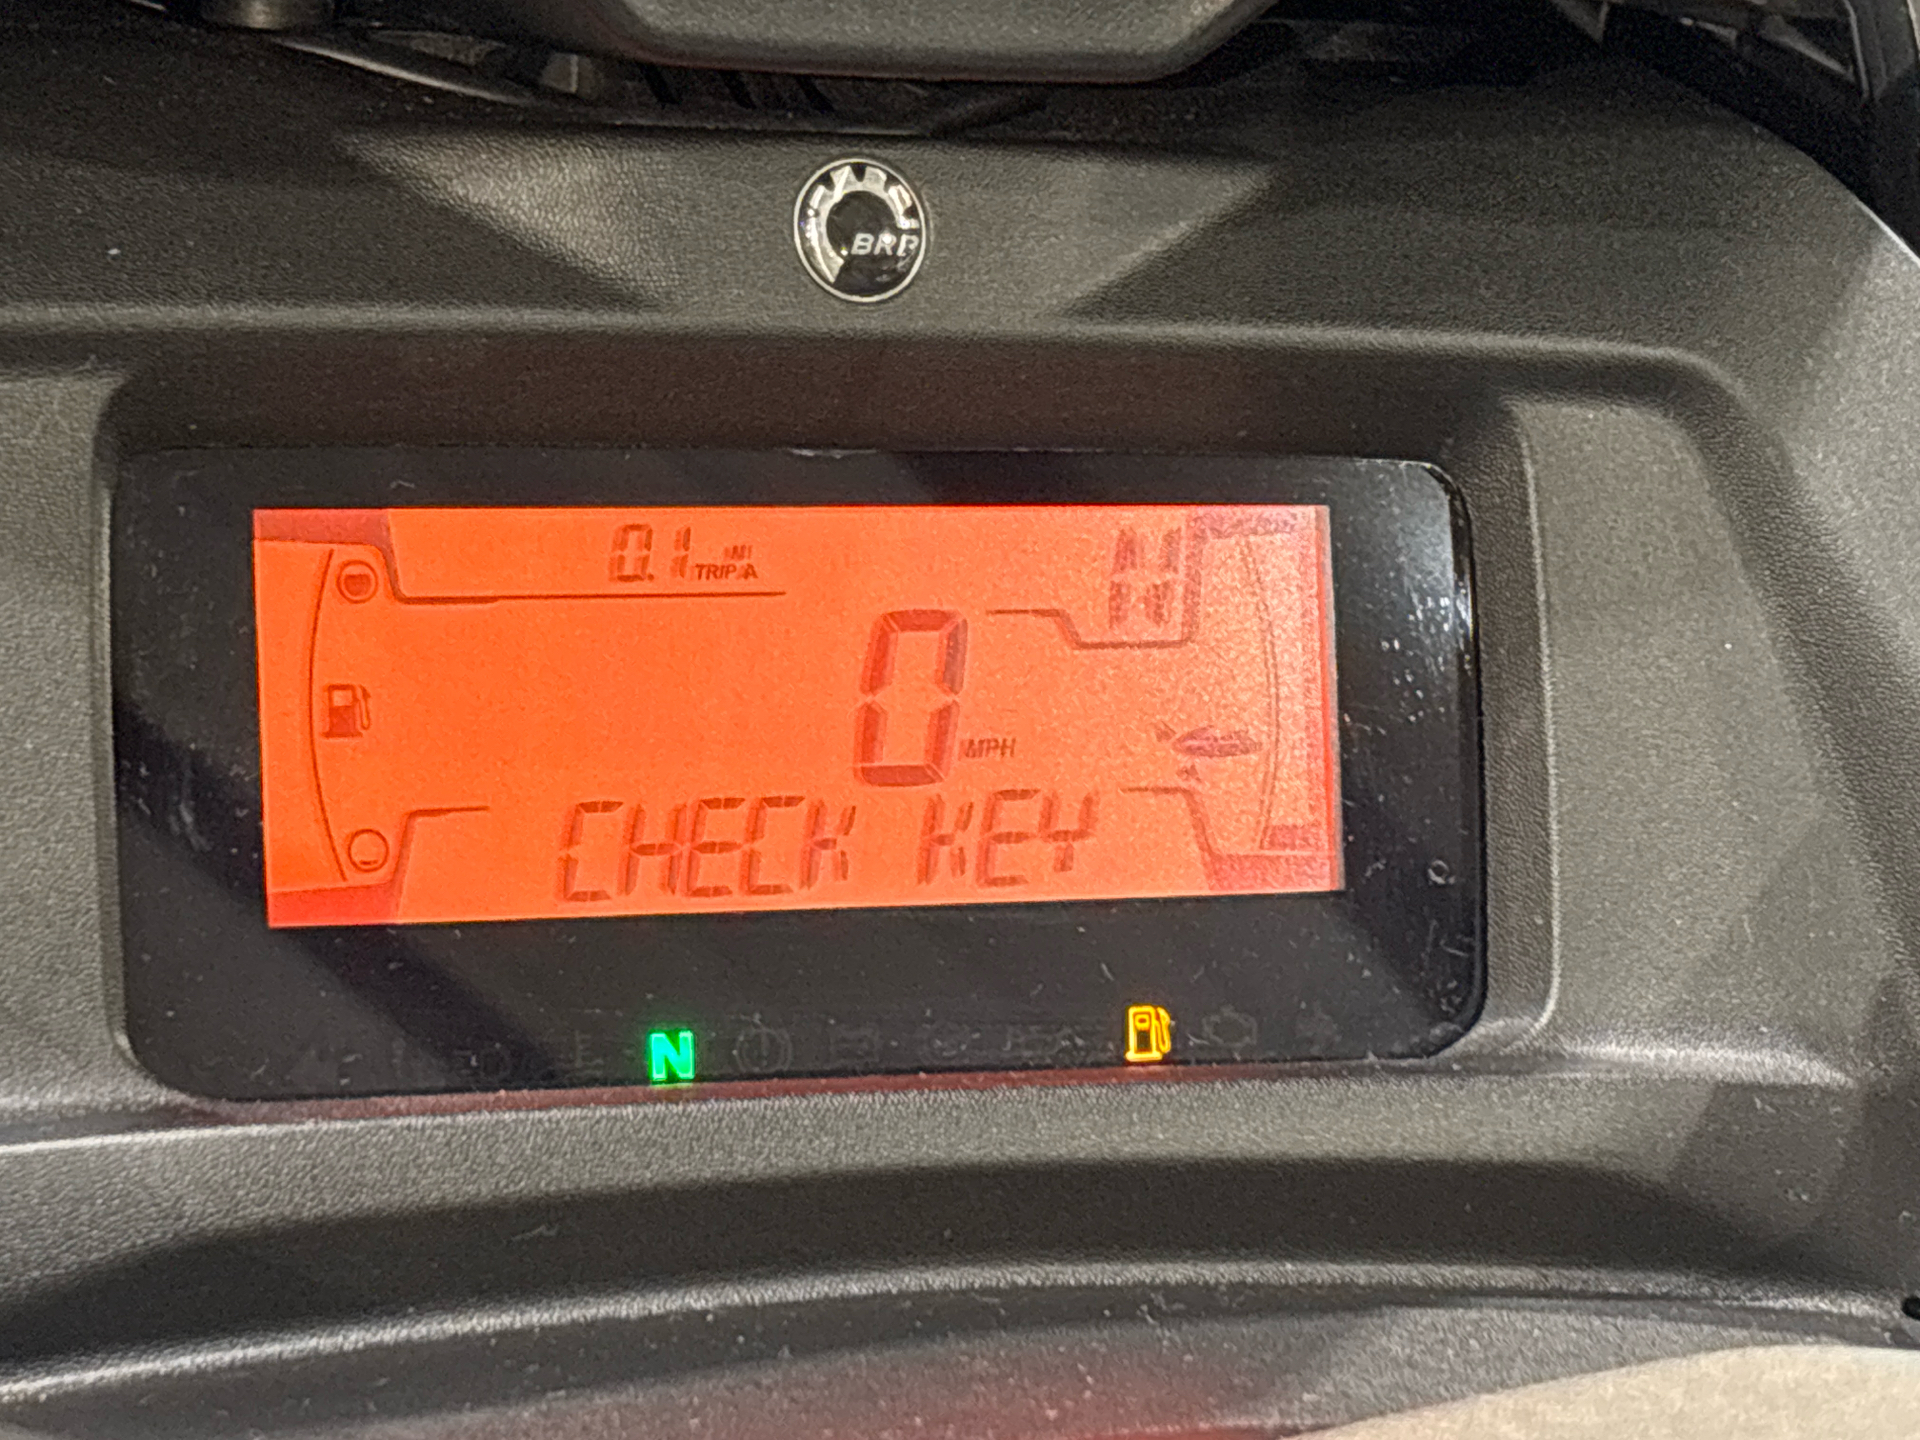 BRP
0.1 MI
TRIP A
N
0 MPH
CHECK KEY
N